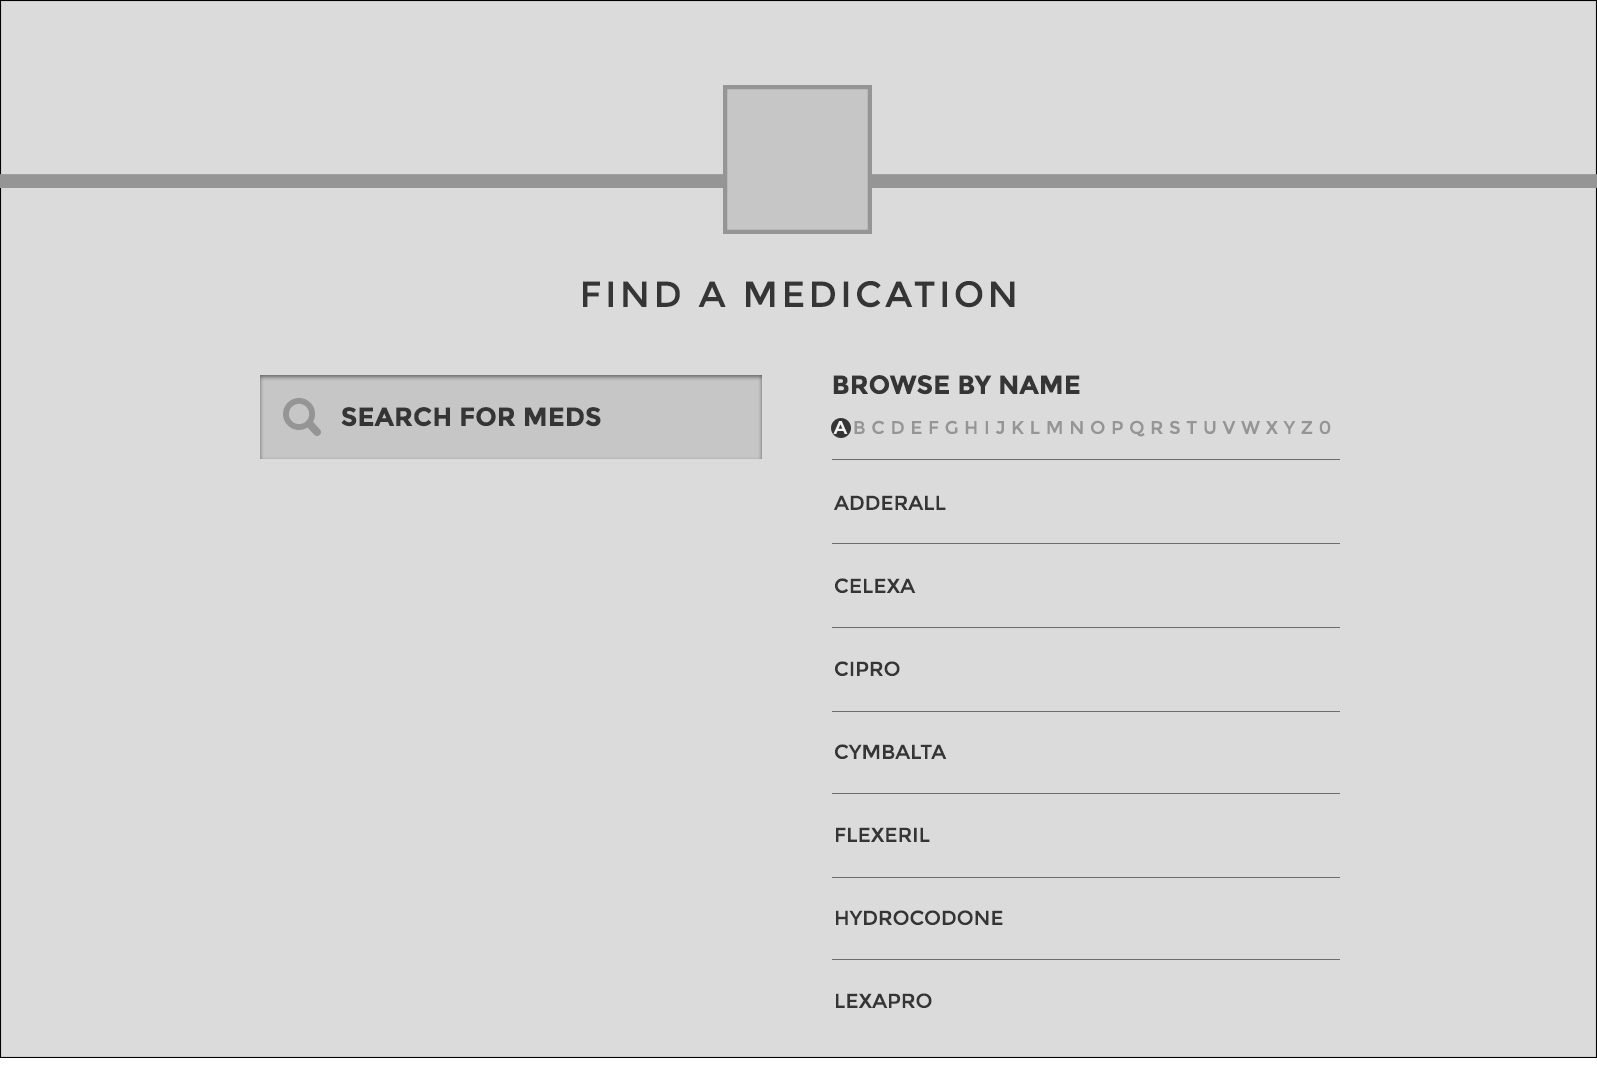 FIND A MEDICATION
SEARCH FOR MEDS
BROWSE BY NAME
A B C D E F G H I J K L M N O P Q R S T U V W X Y Z 0
ADDERALL
CELEXA
CIPRO
CYMBALTA
FLEXERIL
HYDROCODONE
LEXAPRO